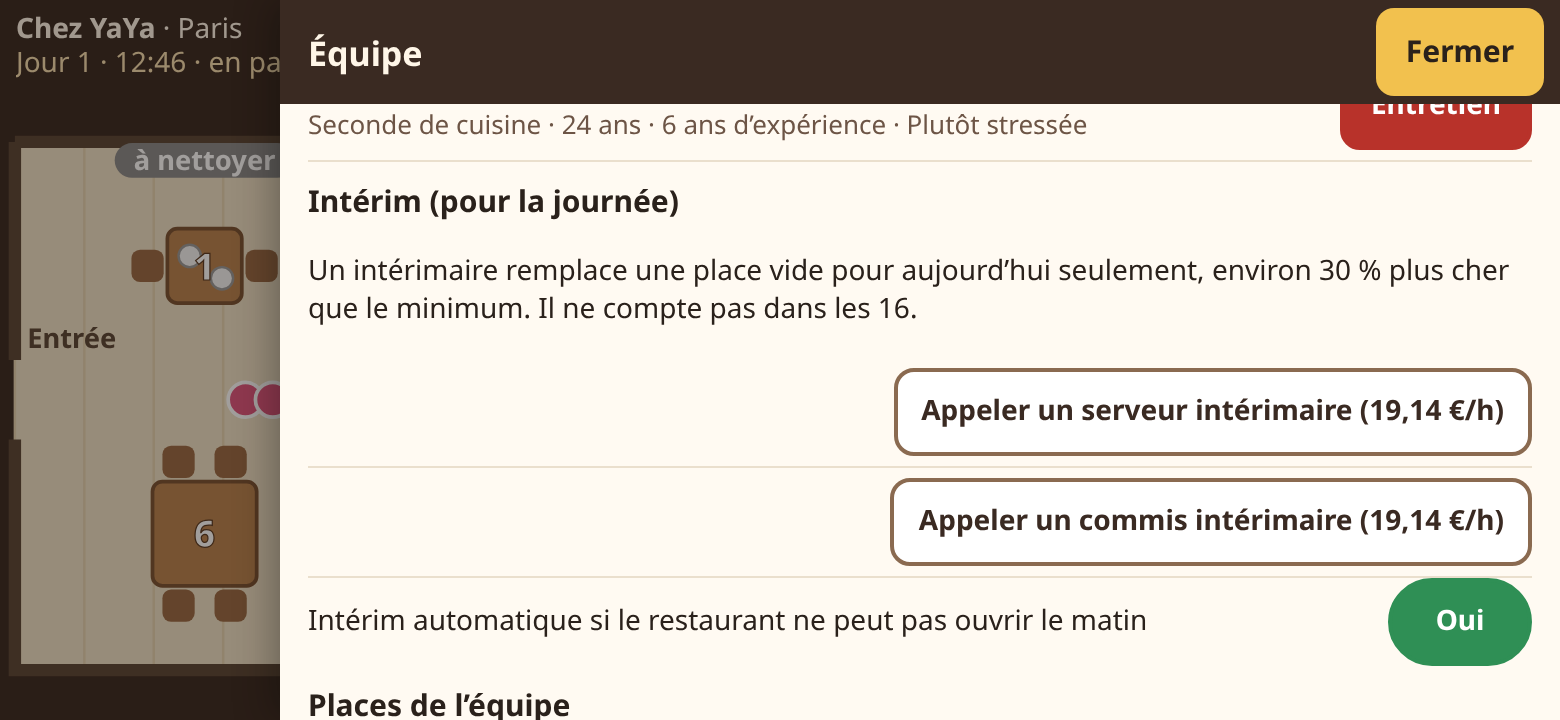 Chez YaYa · Paris
Jour 1 · 12:46 · en pa
à nettoyer
1
Entrée
6
Équipe
Fermer
Entretien
Seconde de cuisine · 24 ans · 6 ans d’expérience · Plutôt stressée
Intérim (pour la journée)
Un intérimaire remplace une place vide pour aujourd’hui seulement, environ 30 % plus cher
que le minimum. Il ne compte pas dans les 16.
Appeler un serveur intérimaire (19,14 €/h)
Appeler un commis intérimaire (19,14 €/h)
Intérim automatique si le restaurant ne peut pas ouvrir le matin
Oui
Places de l’équipe